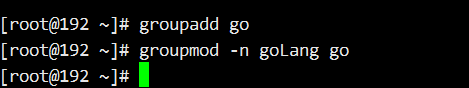 [root@192 ~]# groupadd go
[root@192 ~]# groupmod -n goLang go
[root@192 ~]#